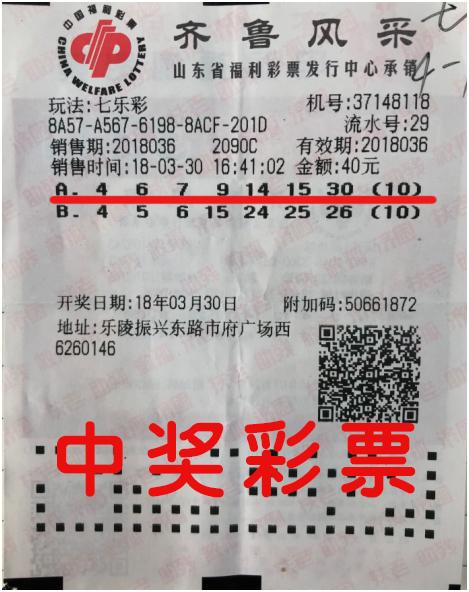 中国福利彩票
CHINA WELFARE LOTTERY
齐鲁风采
山东省福利彩票发行中心承销
玩法:七乐彩 机号:37148118
8A57-A567-6198-8ACF-201D 流水号:29
销售期:2018036 2090C 有效期:2018036
销售时间:18-03-30 16:41:02 金额:40元
A. 4 6 7 9 14 15 30 (10)
B. 4 5 6 15 24 25 26 (10)
开奖日期:18年03月30日 附加码:50661872
地址:乐陵振兴东路市府广场西
6260146
中奖彩票